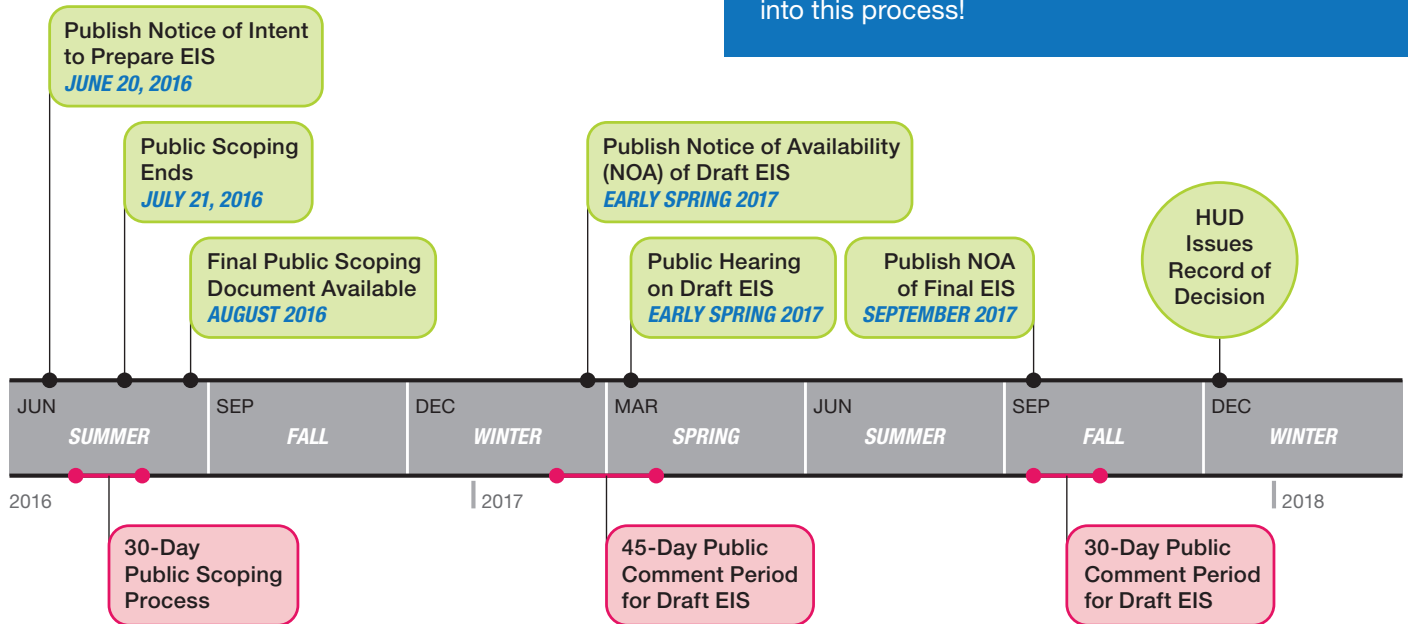 into this process!
Publish Notice of Intent
to Prepare EIS
JUNE 20, 2016
Public Scoping
Ends
JULY 21, 2016
Final Public Scoping
Document Available
AUGUST 2016
Publish Notice of Availability
(NOA) of Draft EIS
EARLY SPRING 2017
Public Hearing
on Draft EIS
EARLY SPRING 2017
Publish NOA
of Final EIS
SEPTEMBER 2017
HUD
Issues
Record of
Decision
JUN
SUMMER
SEP
FALL
DEC
WINTER
MAR
SPRING
JUN
SUMMER
SEP
FALL
DEC
WINTER
2016
2017
2018
30-Day
Public Scoping
Process
45-Day Public
Comment Period
for Draft EIS
30-Day Public
Comment Period
for Draft EIS